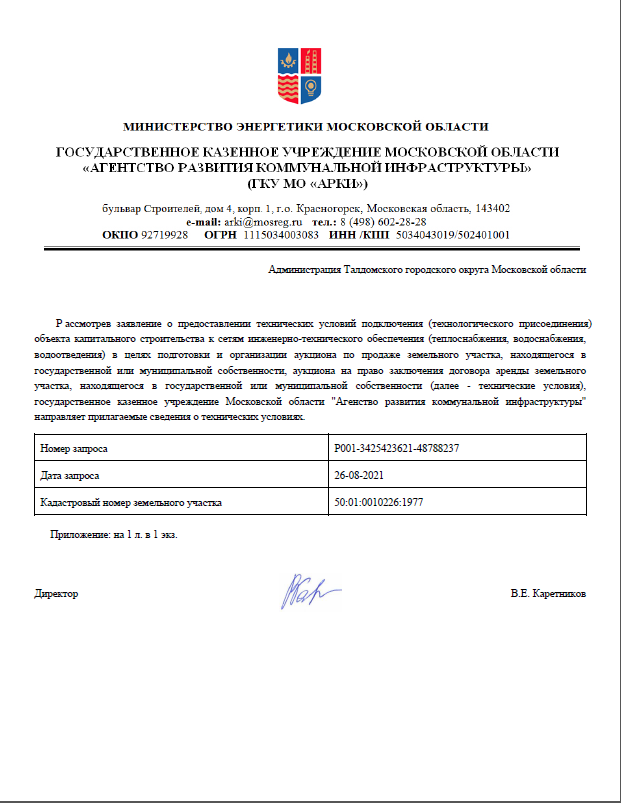 МИНИСТЕРСТВО ЭНЕРГЕТИКИ МОСКОВСКОЙ ОБЛАСТИ
ГОСУДАРСТВЕННОЕ КАЗЕННОЕ УЧРЕЖДЕНИЕ МОСКОВСКОЙ ОБЛАСТИ
«АГЕНТСТВО РАЗВИТИЯ КОММУНАЛЬНОЙ ИНФРАСТРУКТУРЫ»
(ГКУ МО «АРКИ»)
бульвар Строителей, дом 4, корп. 1, г.о. Красногорск, Московская область, 143402
e-mail: arki@mosreg.ru тел.: 8 (498) 602-28-28
ОКПО 92719928 ОГРН 1115034003083 ИНН /КПП 5034043019/502401001
Администрация Талдомского городского округа Московской области
Рассмотрев заявление о предоставлении технических условий подключения (технологического присоединения)
объекта капитального строительства к сетям инженерно-технического обеспечения (теплоснабжения, водоснабжения,
водоотведения) в целях подготовки и организации аукциона по продаже земельного участка, находящегося в
государственной или муниципальной собственности, аукциона на право заключения договора аренды земельного
участка, находящегося в государственной или муниципальной собственности (далее - технические условия),
государственное казенное учреждение Московской области "Агенство развития коммунальной инфраструктуры"
направляет прилагаемые сведения о технических условиях.
Номер запроса P001-3425423621-48788237
Дата запроса 26-08-2021
Кадастровый номер земельного участка 50:01:0010226:1977
Приложение: на 1 л. в 1 экз.
Директор В.Е. Каретников